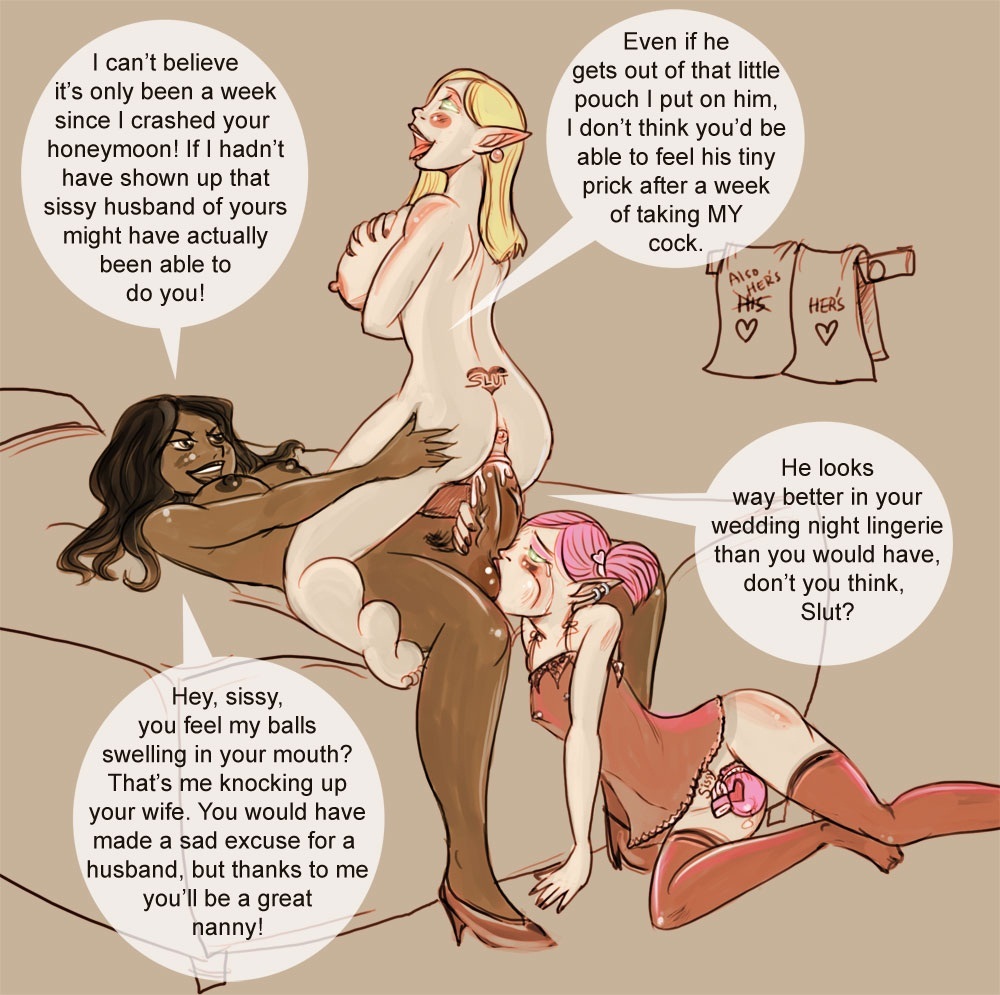 I can't believe
it's only been a week
since I crashed your
honeymoon! If I hadn't
have shown up that
sissy husband of yours
might have actually
been able to
do you!
Even if he
gets out of that little
pouch I put on him,
I don't think you'd be
able to feel his tiny
prick after a week
of taking MY
cock.
Also
HER'S
HIS
HER'S
SLUT
He looks
way better in your
wedding night lingerie
than you would have,
don't you think,
Slut?
Hey, sissy,
you feel my balls
swelling in your mouth?
That's me knocking up
your wife. You would have
made a sad excuse for a
husband, but thanks to me
you'll be a great
nanny!
Sissy